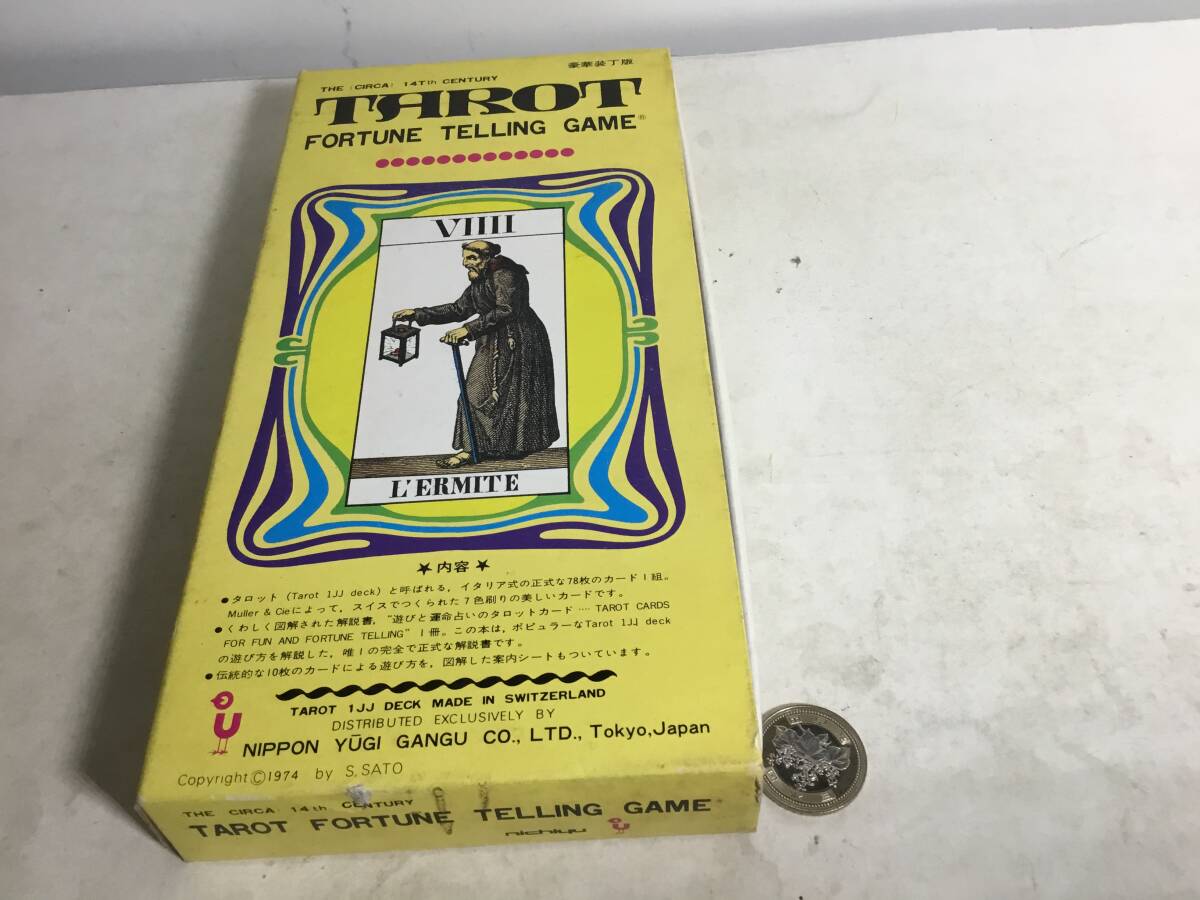 豪華装丁版
THE (CIRCA) 14Tth CENTURY
TAROT
FORTUNE TELLING GAME®
VIIII
L'ERMITE
★内容★
●タロット (Tarot 1JJ deck) と呼ばれる, イタリア式の正式な78枚のカード1組。
Muller & Cieによって, スイスでつくられた7色刷りの美しいカードです。
●くわしく図解された解説書, "遊びと運命占いのタロットカード ···· TAROT CARDS
FOR FUN AND FORTUNE TELLING" 1冊。この本は, ポピュラーなTarot 1JJ deck
の遊び方を解説した, 唯1の完全で正式な解説書です。
●伝統的な10枚のカードによる遊び方を, 図解した案内シートもついています。
TAROT 1JJ DECK MADE IN SWITZERLAND
DISTRIBUTED EXCLUSIVELY BY
NIPPON YŪGI GANGU CO., LTD., Tokyo, Japan
Copyright ©1974 by S. SATO
THE CIRCA 14th CENTURY
TAROT FORTUNE TELLING GAME
nichiyu